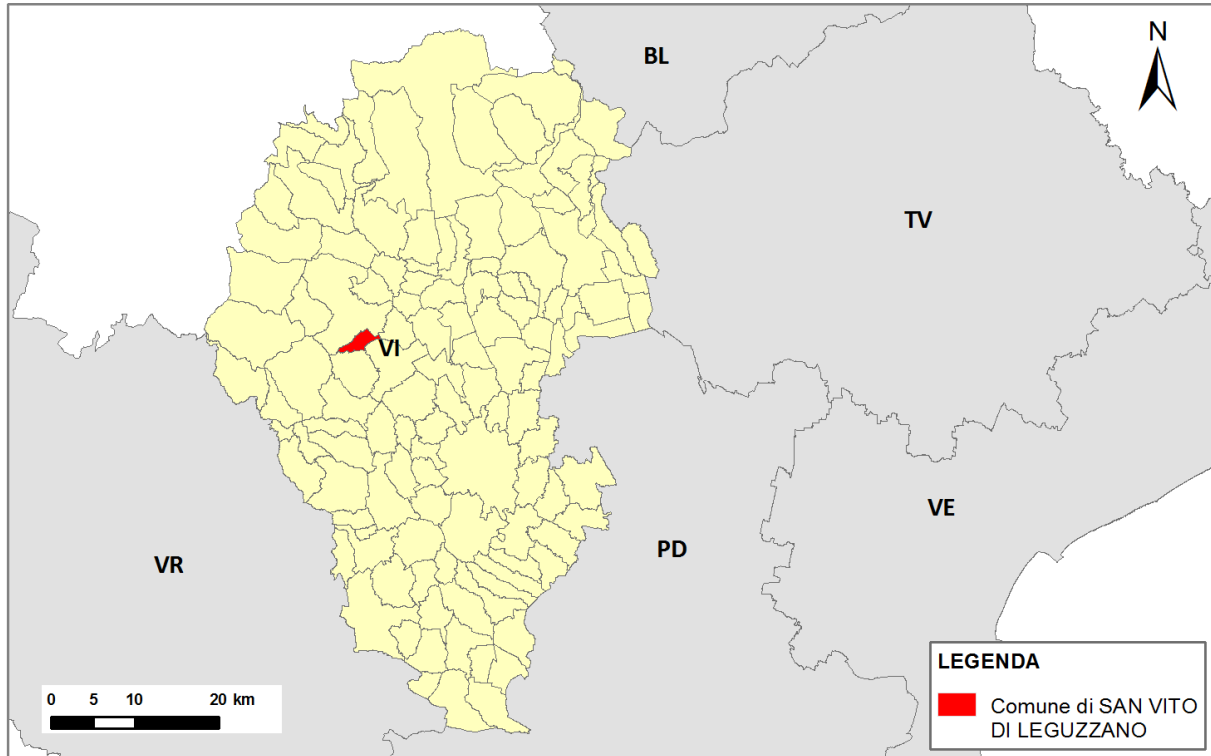 BL
N
TV
VI
VE
PD
VR
LEGENDA
Comune di SAN VITO
DI LEGUZZANO
0 5 10 20 km